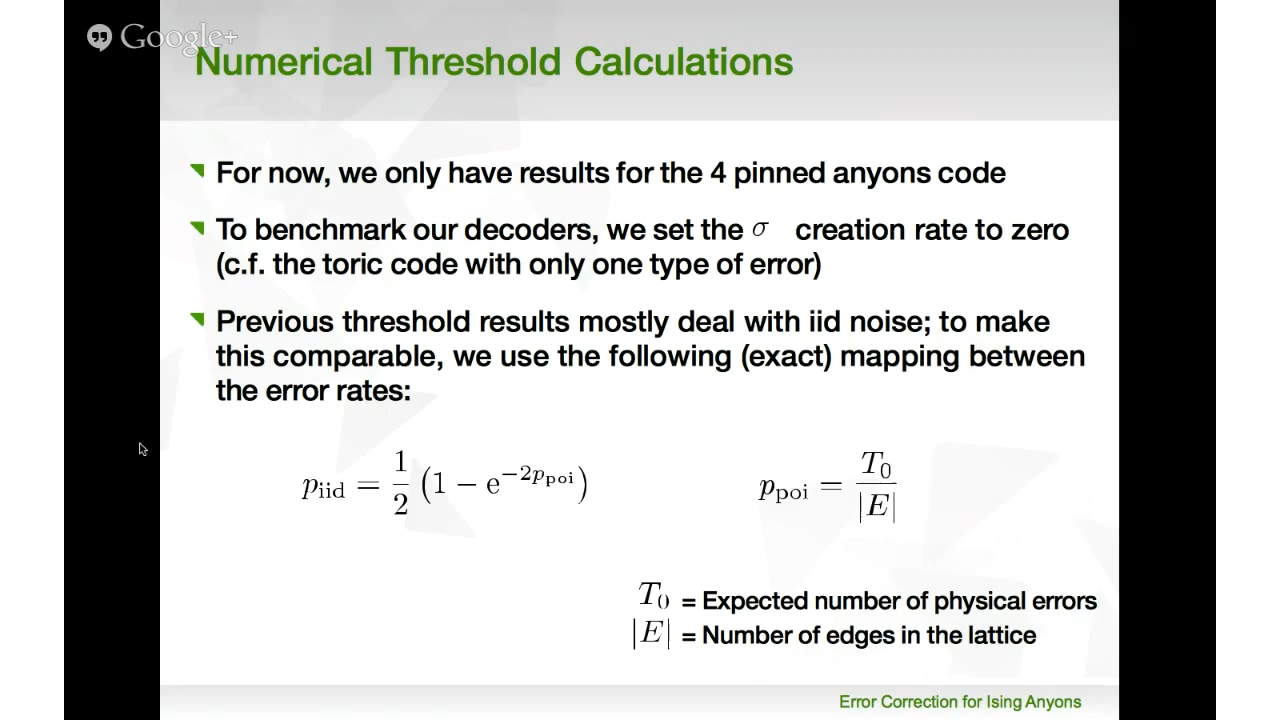 Google+
Numerical Threshold Calculations
For now, we only have results for the 4 pinned anyons code
To benchmark our decoders, we set the σ creation rate to zero
(c.f. the toric code with only one type of error)
Previous threshold results mostly deal with iid noise; to make
this comparable, we use the following (exact) mapping between
the error rates:
p_iid = 1/2 (1 − e^{−2p_poi})
p_poi = T_0/|E|
T_0 = Expected number of physical errors
|E| = Number of edges in the lattice
Error Correction for Ising Anyons